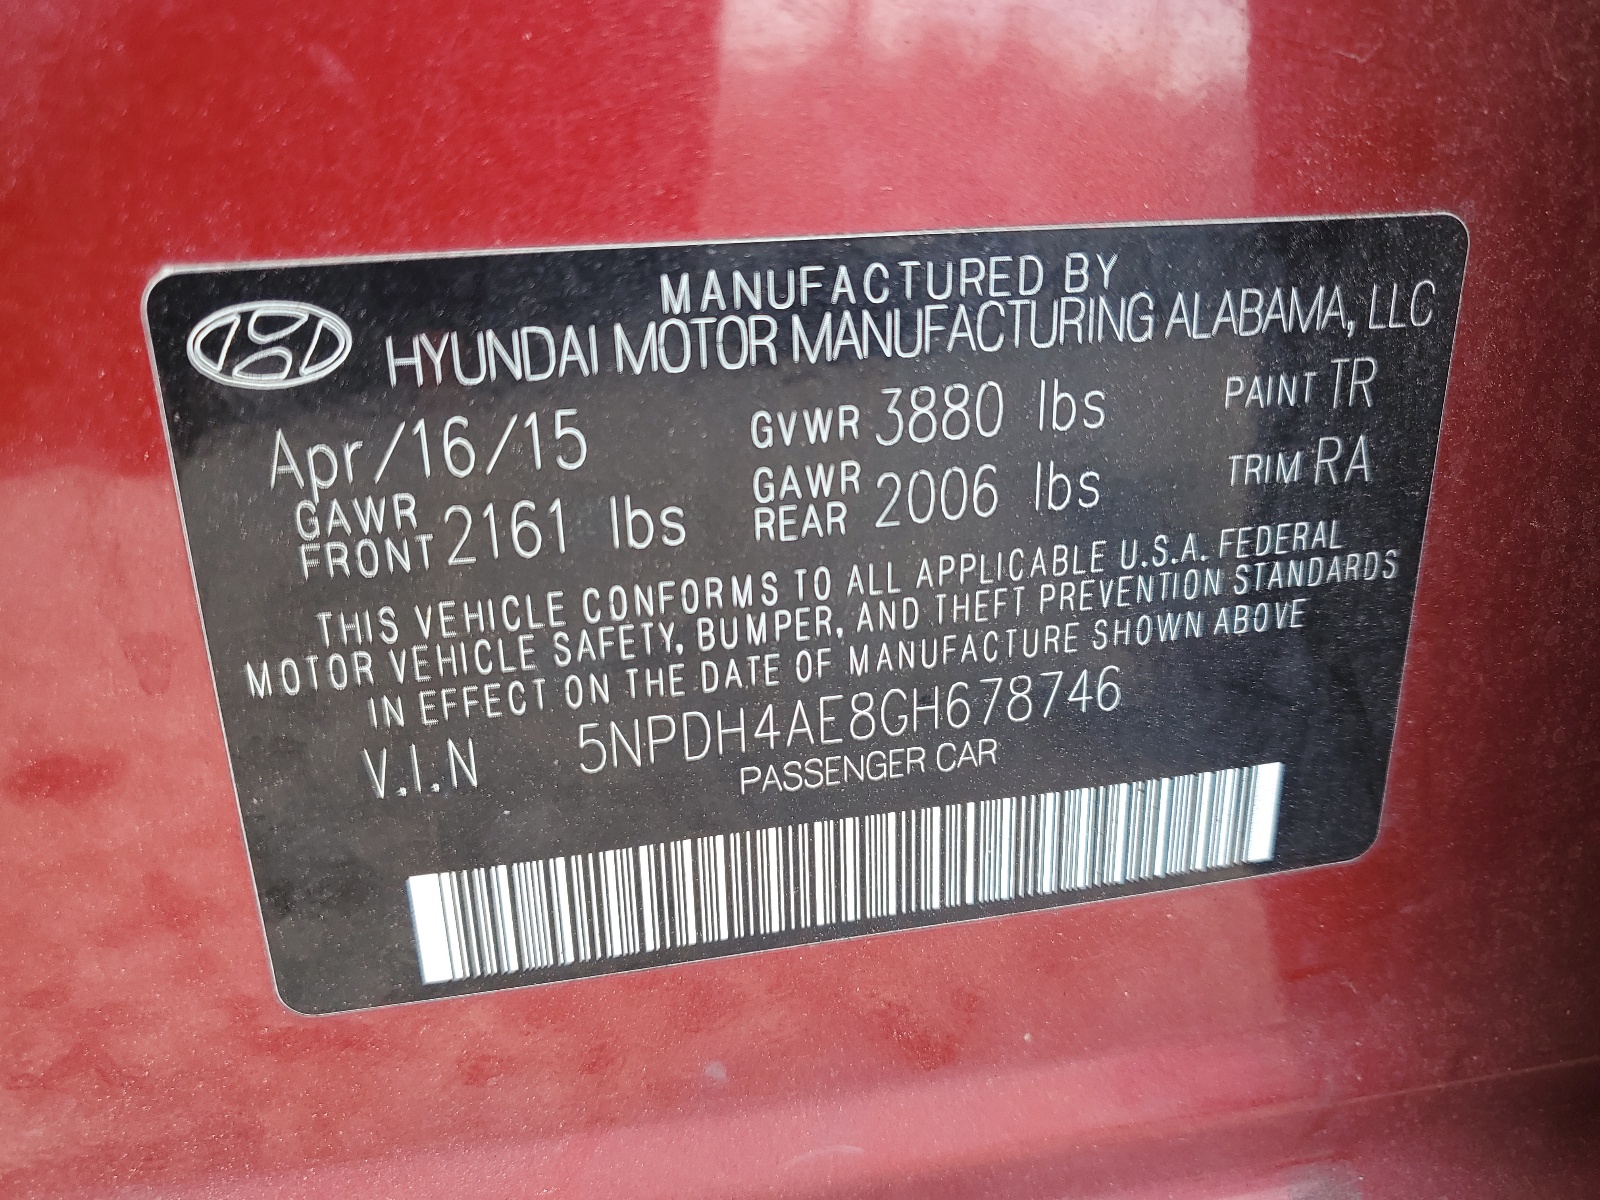 MANUFACTURED BY
HYUNDAI MOTOR MANUFACTURING ALABAMA, LLC
Apr/16/15 GVWR 3880 lbs PAINT TR
GAWR FRONT 2161 lbs GAWR REAR 2006 lbs TRIM RA
THIS VEHICLE CONFORMS TO ALL APPLICABLE U.S.A. FEDERAL
MOTOR VEHICLE SAFETY, BUMPER, AND THEFT PREVENTION STANDARDS
IN EFFECT ON THE DATE OF MANUFACTURE SHOWN ABOVE
V.I.N 5NPDH4AE8GH678746
PASSENGER CAR